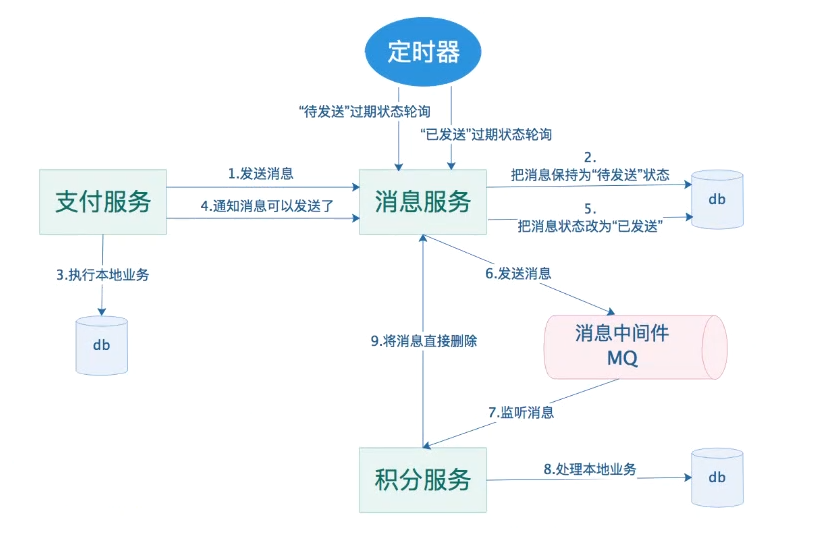 定时器
“待发送”过期状态轮询
“已发送”过期状态轮询
支付服务
1.发送消息
4.通知消息可以发送了
消息服务
2.
把消息保持为“待发送”状态
5.
把消息状态改为“已发送”
db
3.执行本地业务
db
6.发送消息
消息中间件
MQ
9.将消息直接删除
7.监听消息
积分服务
8.处理本地业务
db